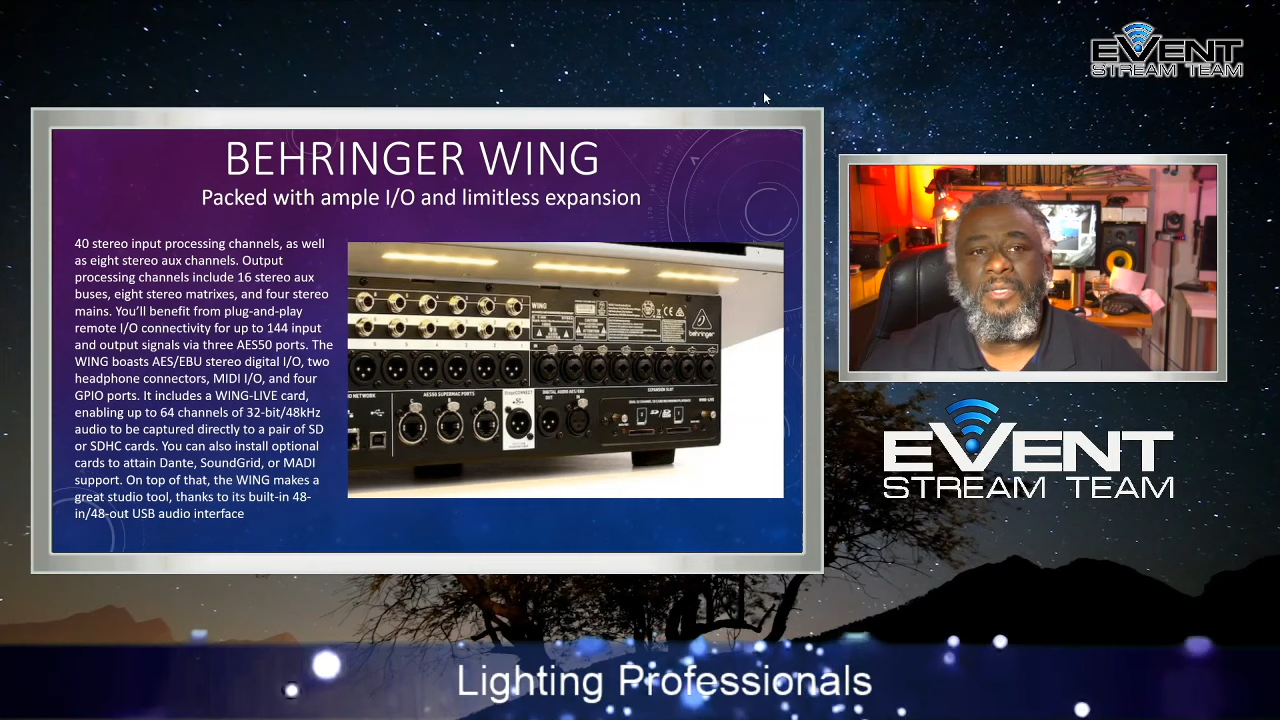 EVENT
STREAM TEAM
BEHRINGER WING
Packed with ample I/O and limitless expansion
40 stereo input processing channels, as well
as eight stereo aux channels. Output
processing channels include 16 stereo aux
buses, eight stereo matrixes, and four stereo
mains. You’ll benefit from plug-and-play
remote I/O connectivity for up to 144 input
and output signals via three AES50 ports. The
WING boasts AES/EBU stereo digital I/O, two
headphone connectors, MIDI I/O, and four
GPIO ports. It includes a WING-LIVE card,
enabling up to 64 channels of 32-bit/48kHz
audio to be captured directly to a pair of SD
or SDHC cards. You can also install optional
cards to attain Dante, SoundGrid, or MADI
support. On top of that, the WING makes a
great studio tool, thanks to its built-in 48-
in/48-out USB audio interface
WING
behringer
NETWORK
AES50 SUPERMAC PORTS
DIGITAL AUDIO AES/EBU
OUT
IN
EXPANSION SLOT
EVENT
STREAM TEAM
Lighting Professionals